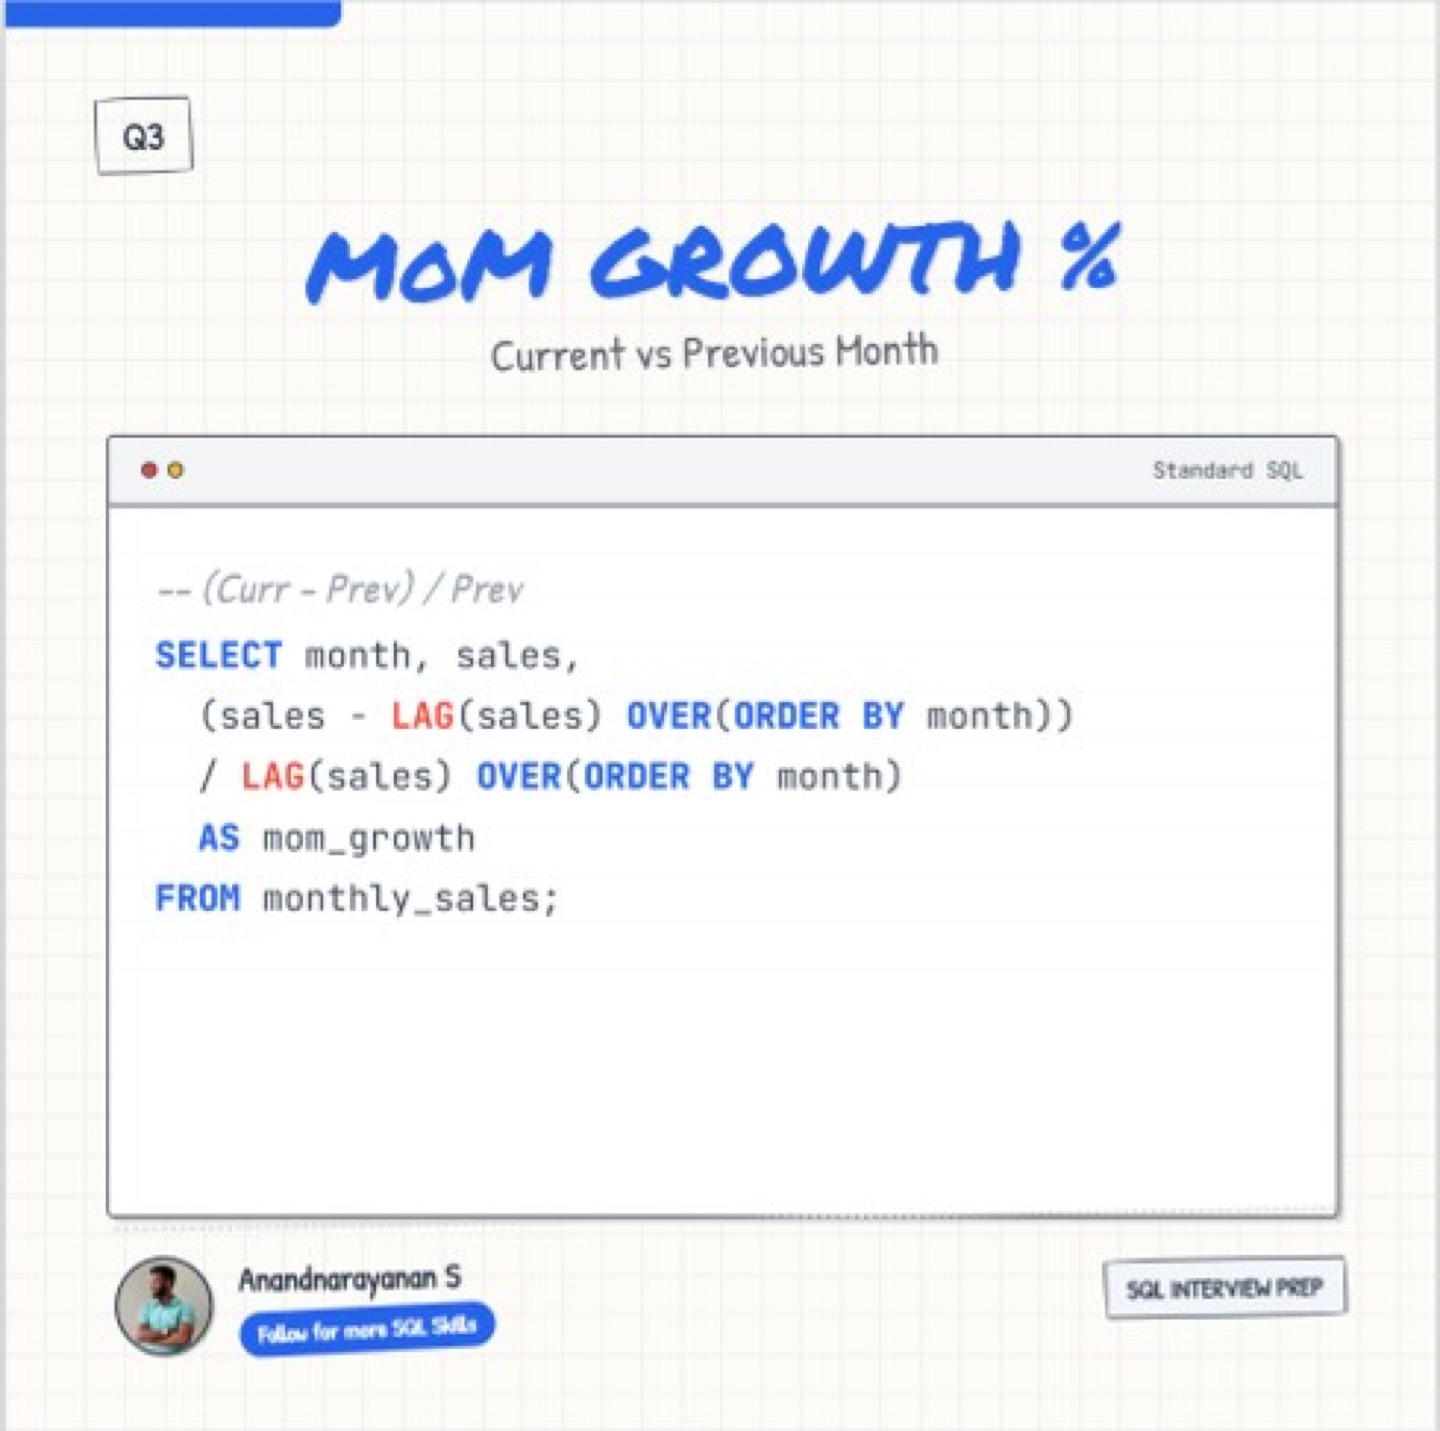 Q3
MoM GROWTH %
Current vs Previous Month
Standard SQL
-- (Curr - Prev) / Prev
SELECT month, sales,
(sales - LAG(sales) OVER(ORDER BY month))
/ LAG(sales) OVER(ORDER BY month)
AS mom_growth
FROM monthly_sales;
Anandnarayanan S
Follow for more SQL Skills
SQL INTERVIEW PREP